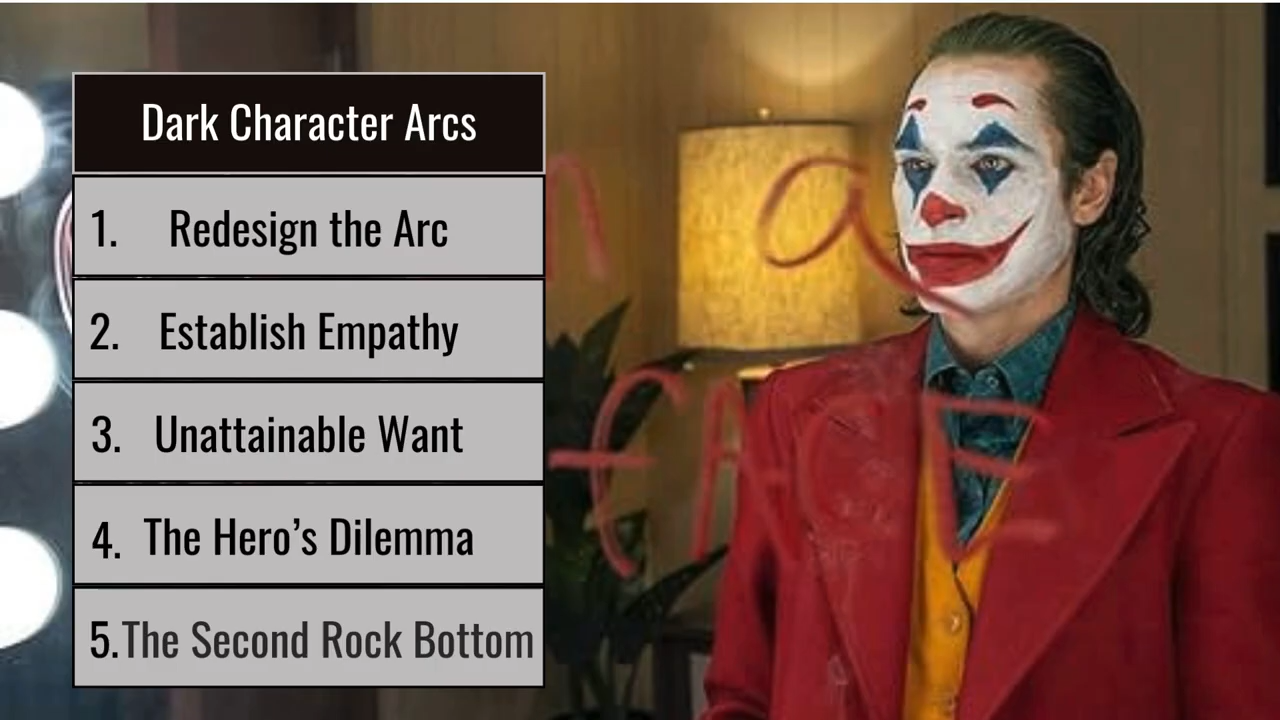 Dark Character Arcs
1. Redesign the Arc
2. Establish Empathy
3. Unattainable Want
4. The Hero's Dilemma
5. The Second Rock Bottom
n a
FACE